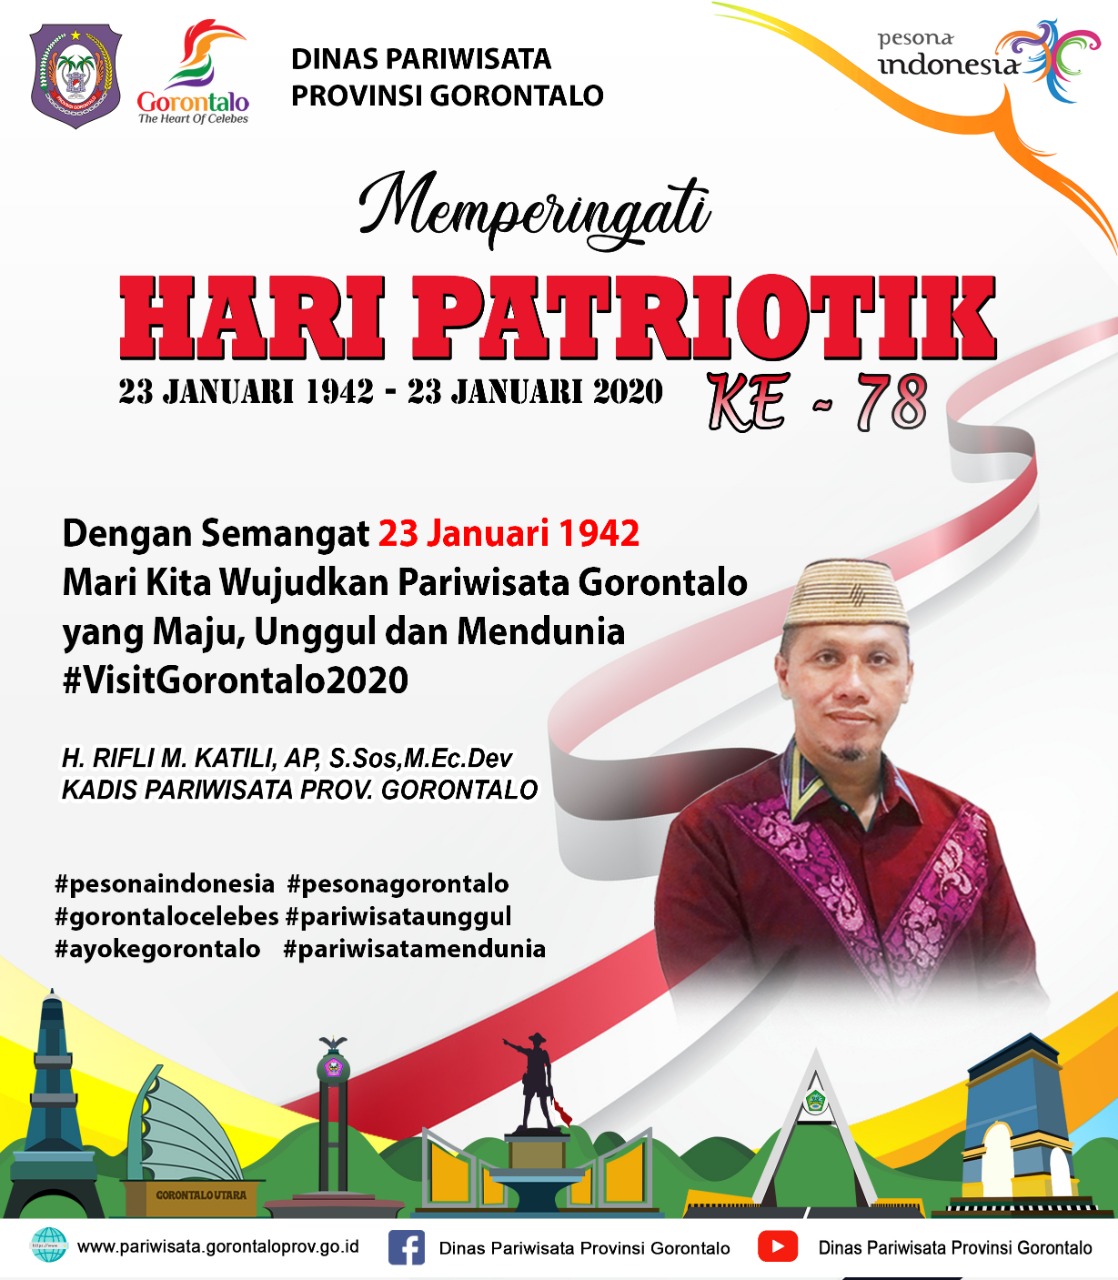 DINAS PARIWISATA
PROVINSI GORONTALO
Gorontalo
The Heart Of Celebes
PROVINSI GORONTALO
pesona
indonesia
Memperingati
HARI PATRIOTIK
23 JANUARI 1942 - 23 JANUARI 2020 KE - 78
Dengan Semangat 23 Januari 1942
Mari Kita Wujudkan Pariwisata Gorontalo
yang Maju, Unggul dan Mendunia
#VisitGorontalo2020
H. RIFLI M. KATILI, AP, S.Sos,M.Ec.Dev
KADIS PARIWISATA PROV. GORONTALO
#pesonaindonesia #pesonagorontalo
#gorontalocelebes #pariwisataunggul
#ayokegorontalo #pariwisatamendunia
GORONTALO UTARA
www.pariwisata.gorontaloprov.go.id Dinas Pariwisata Provinsi Gorontalo Dinas Pariwisata Provinsi Gorontalo